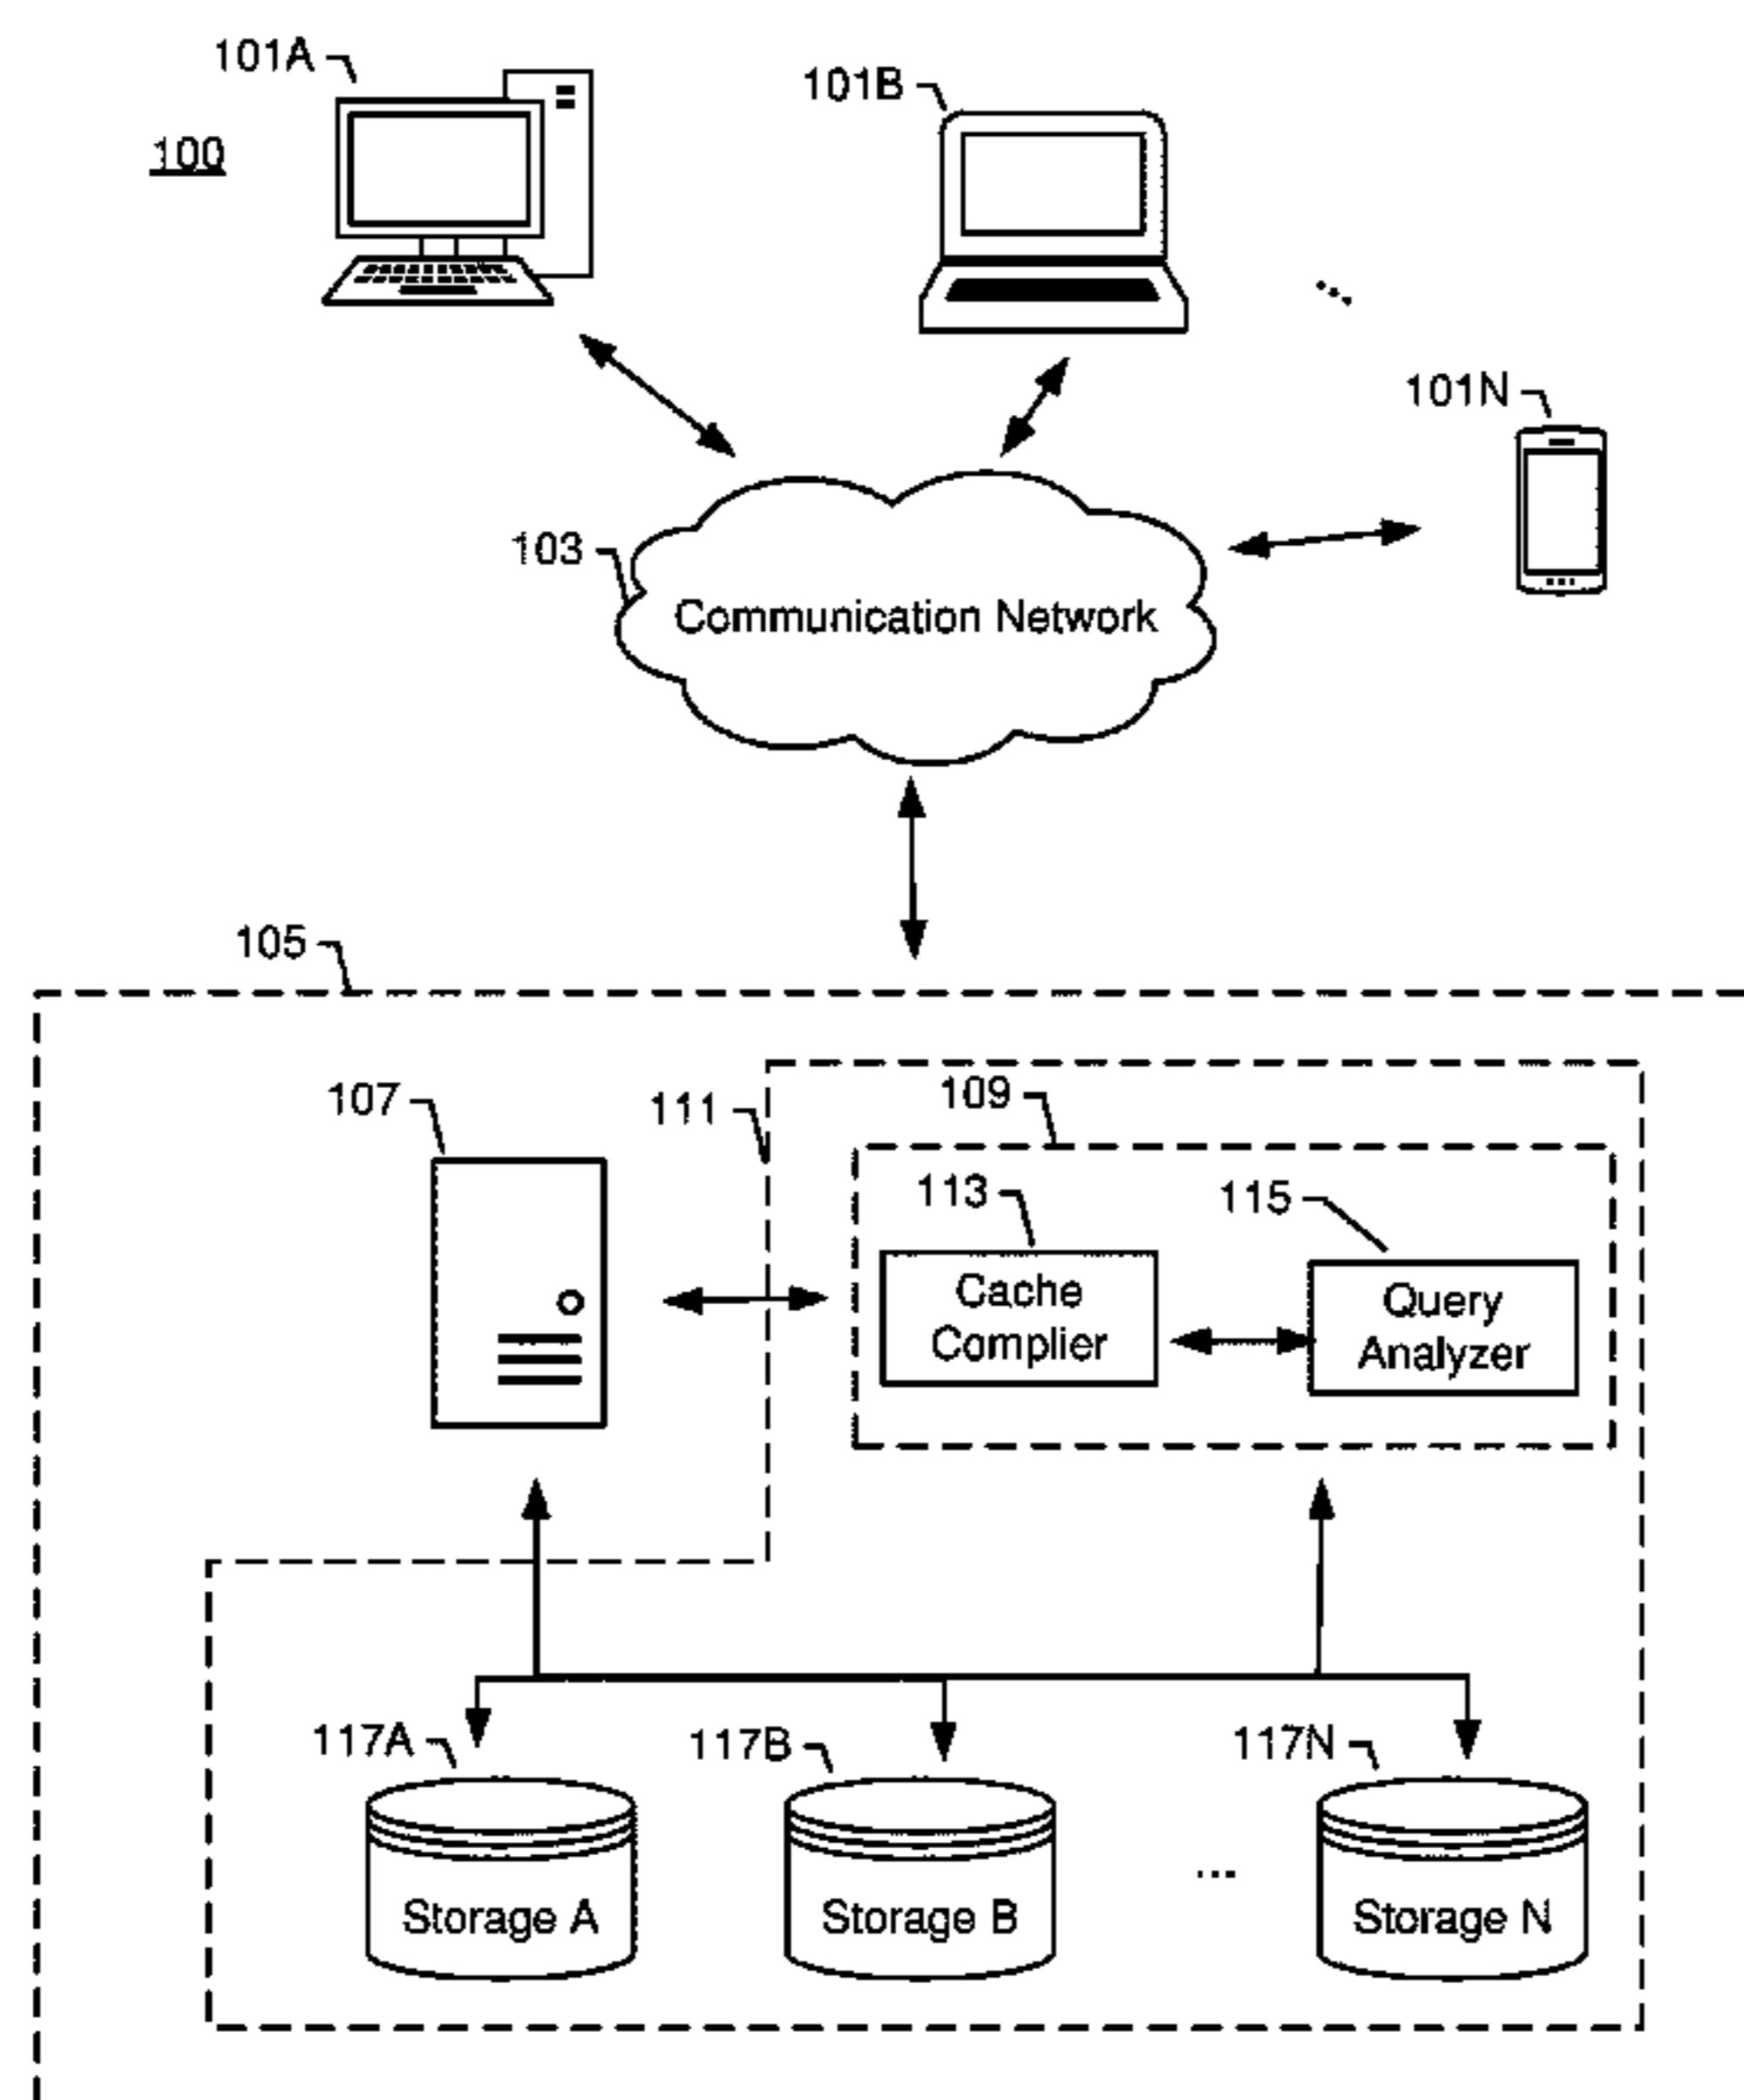 101A
101B
100
101N
103
Communication Network
105
107
111
109
113
115
Cache
Complier
Query
Analyzer
117A
117B
117N
...
Storage A
Storage B
Storage N